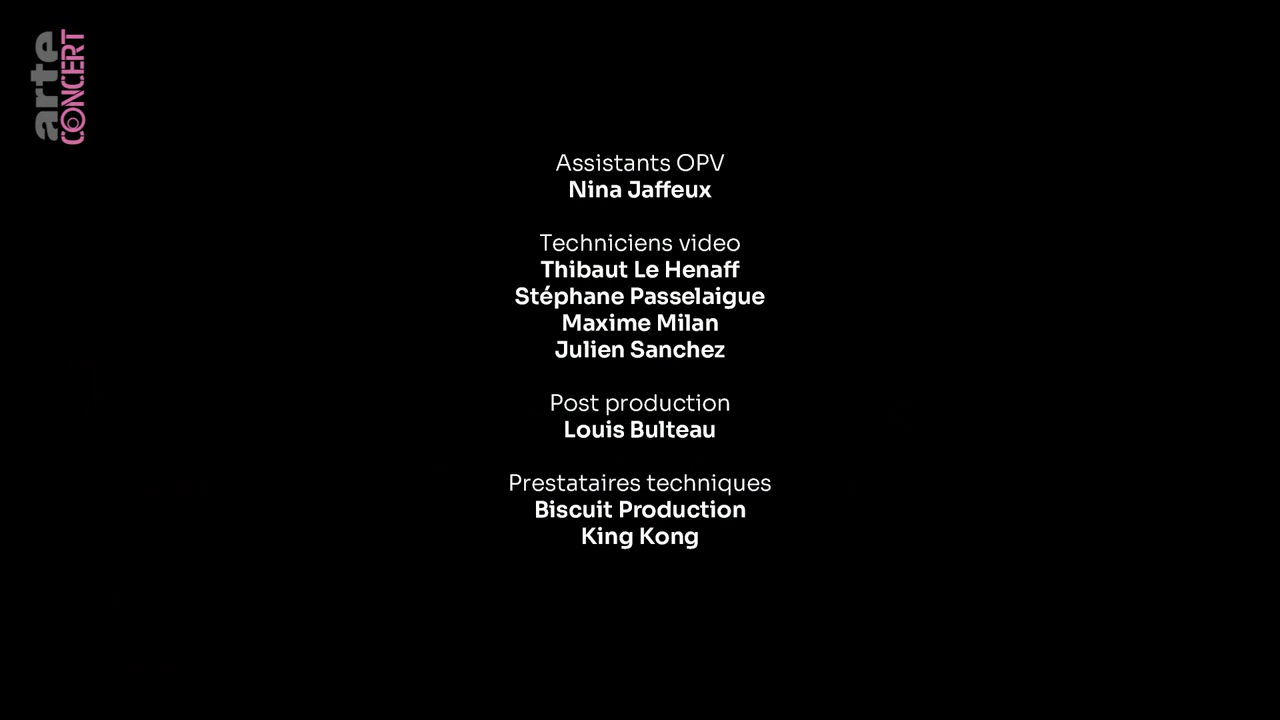 arte
CONCERT
Assistants OPV
Nina Jaffeux
Techniciens video
Thibaut Le Henaff
Stéphane Passelaigue
Maxime Milan
Julien Sanchez
Post production
Louis Bulteau
Prestataires techniques
Biscuit Production
King Kong